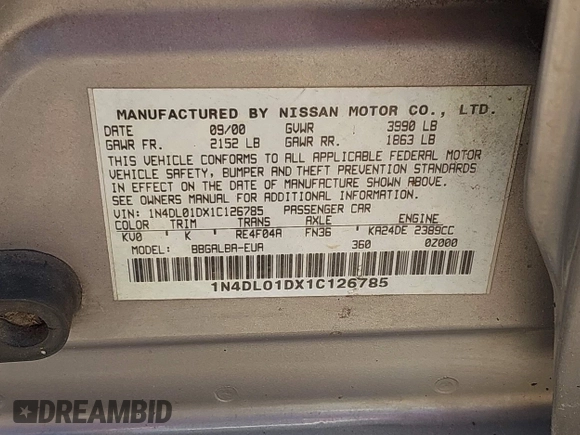 MANUFACTURED BY NISSAN MOTOR CO., LTD.
DATE 09/00 GVWR 3990 LB
GAWR FR. 2152 LB GAWR RR. 1863 LB
THIS VEHICLE CONFORMS TO ALL APPLICABLE FEDERAL MOTOR
VEHICLE SAFETY, BUMPER AND THEFT PREVENTION STANDARDS
IN EFFECT ON THE DATE OF MANUFACTURE SHOWN ABOVE.
SEE OWNERS MANUAL FOR ADDITIONAL INFORMATION.
VIN: 1N4DL01DX1C126785 PASSENGER CAR
COLOR TRIM TRANS AXLE ENGINE
KV0 K RE4F04A FN36 KA24DE 2389CC
MODEL: BBGALBA-EUA 360 0Z000
1N4DL01DX1C126785
DREAMBID